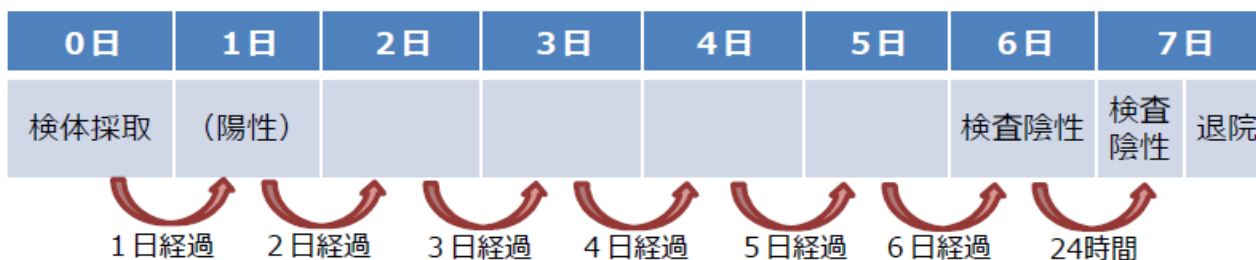 0日 1日 2日 3日 4日 5日 6日 7日
検体採取 （陽性） 検査陰性 検査陰性 退院
1日経過 2日経過 3日経過 4日経過 5日経過 6日経過 24時間